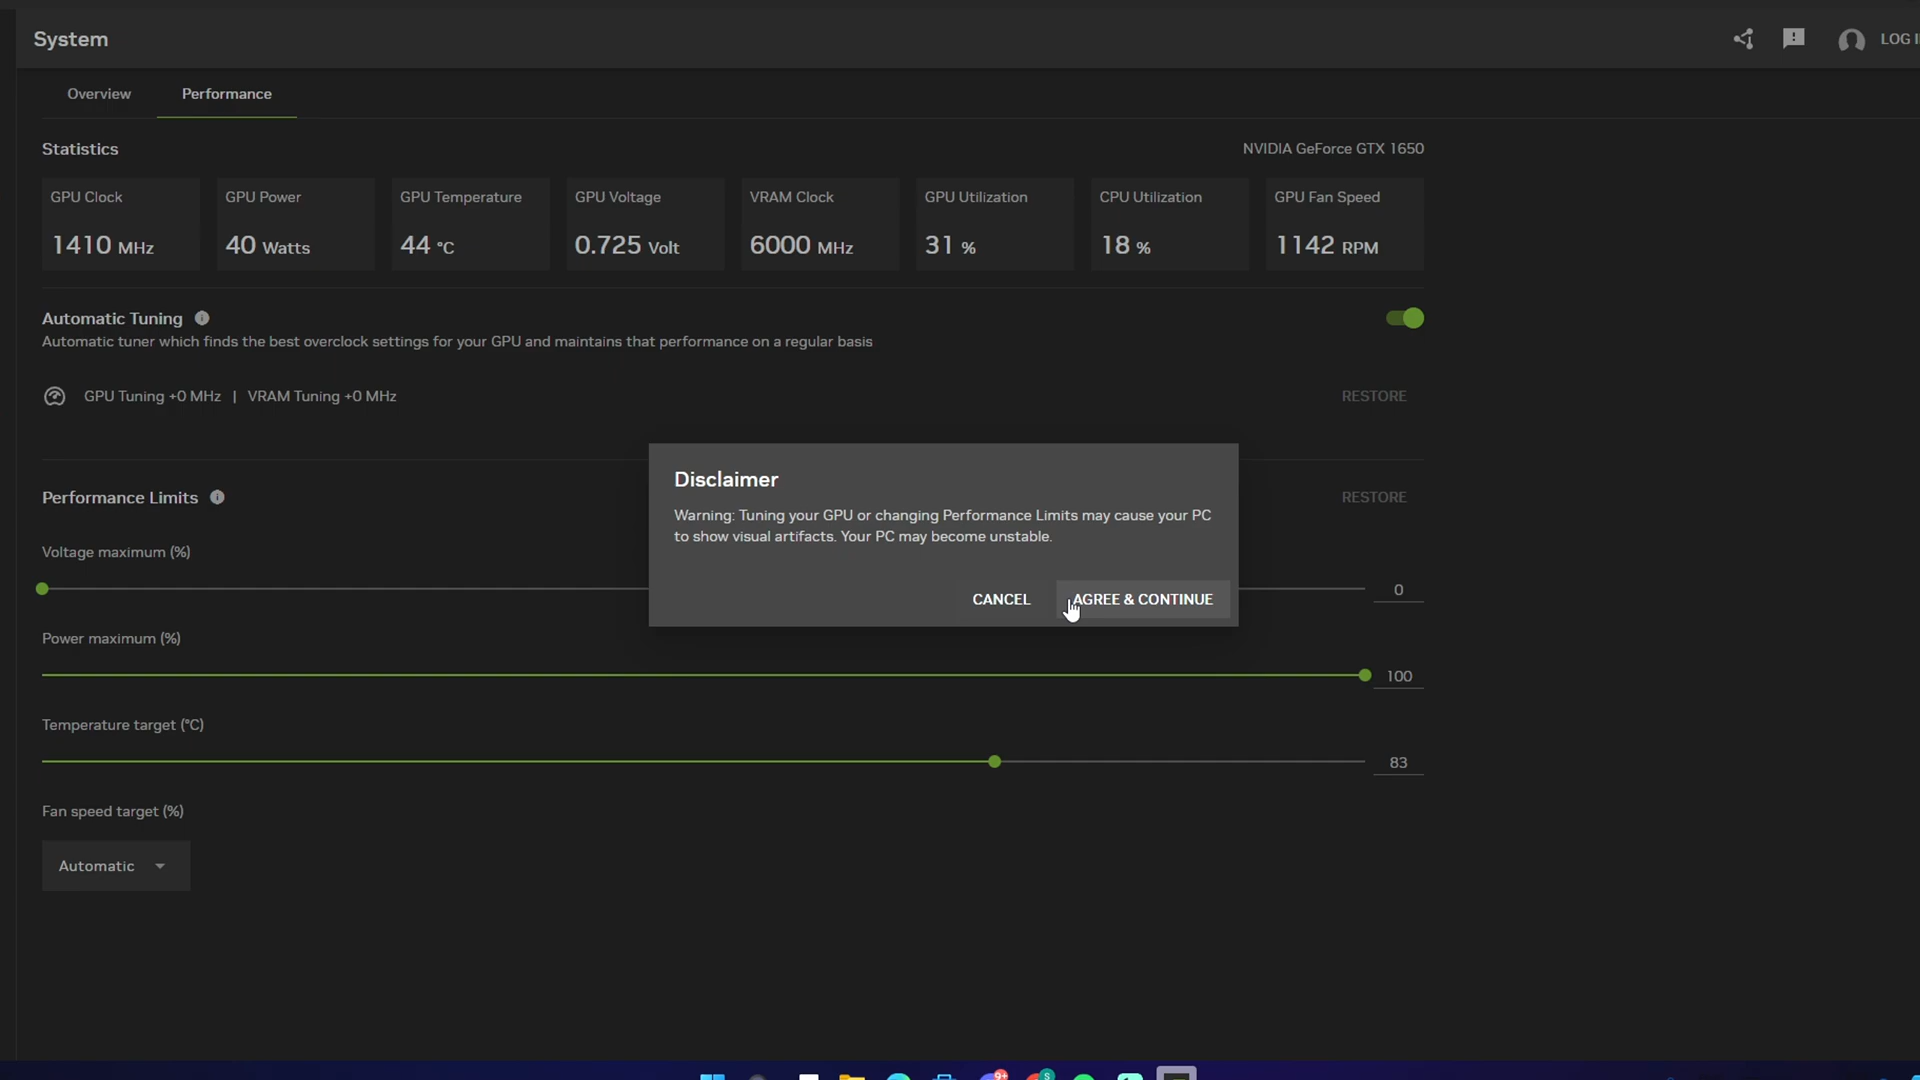 System
LOG I
Overview
Performance
Statistics
NVIDIA GeForce GTX 1650
GPU Clock
1410 MHz
GPU Power
40 Watts
GPU Temperature
44 °C
GPU Voltage
0.725 Volt
VRAM Clock
6000 MHz
GPU Utilization
31 %
CPU Utilization
18 %
GPU Fan Speed
1142 RPM
Automatic Tuning
Automatic tuner which finds the best overclock settings for your GPU and maintains that performance on a regular basis
GPU Tuning +0 MHz | VRAM Tuning +0 MHz
RESTORE
Disclaimer
Warning: Tuning your GPU or changing Performance Limits may cause your PC
to show visual artifacts. Your PC may become unstable.
CANCEL
AGREE & CONTINUE
Performance Limits
RESTORE
Voltage maximum (%)
0
Power maximum (%)
100
Temperature target (°C)
83
Fan speed target (%)
Automatic
9+
S